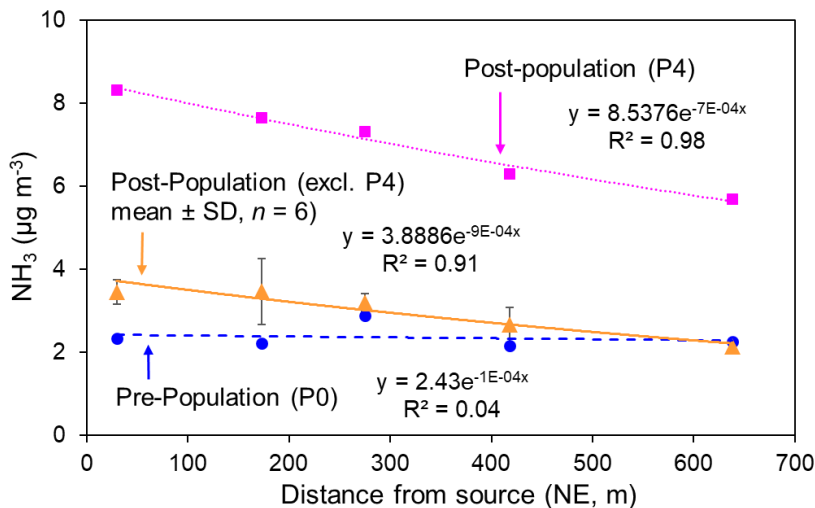 10
8
6
4
2
0
NH₃ (µg m⁻³)
Post-population (P4)
y = 8.5376e^-7E-04x
R² = 0.98
Post-Population (excl. P4)
mean ± SD, n = 6)
y = 3.8886e^-9E-04x
R² = 0.91
Pre-Population (P0)
y = 2.43e^-1E-04x
R² = 0.04
0 100 200 300 400 500 600 700
Distance from source (NE, m)